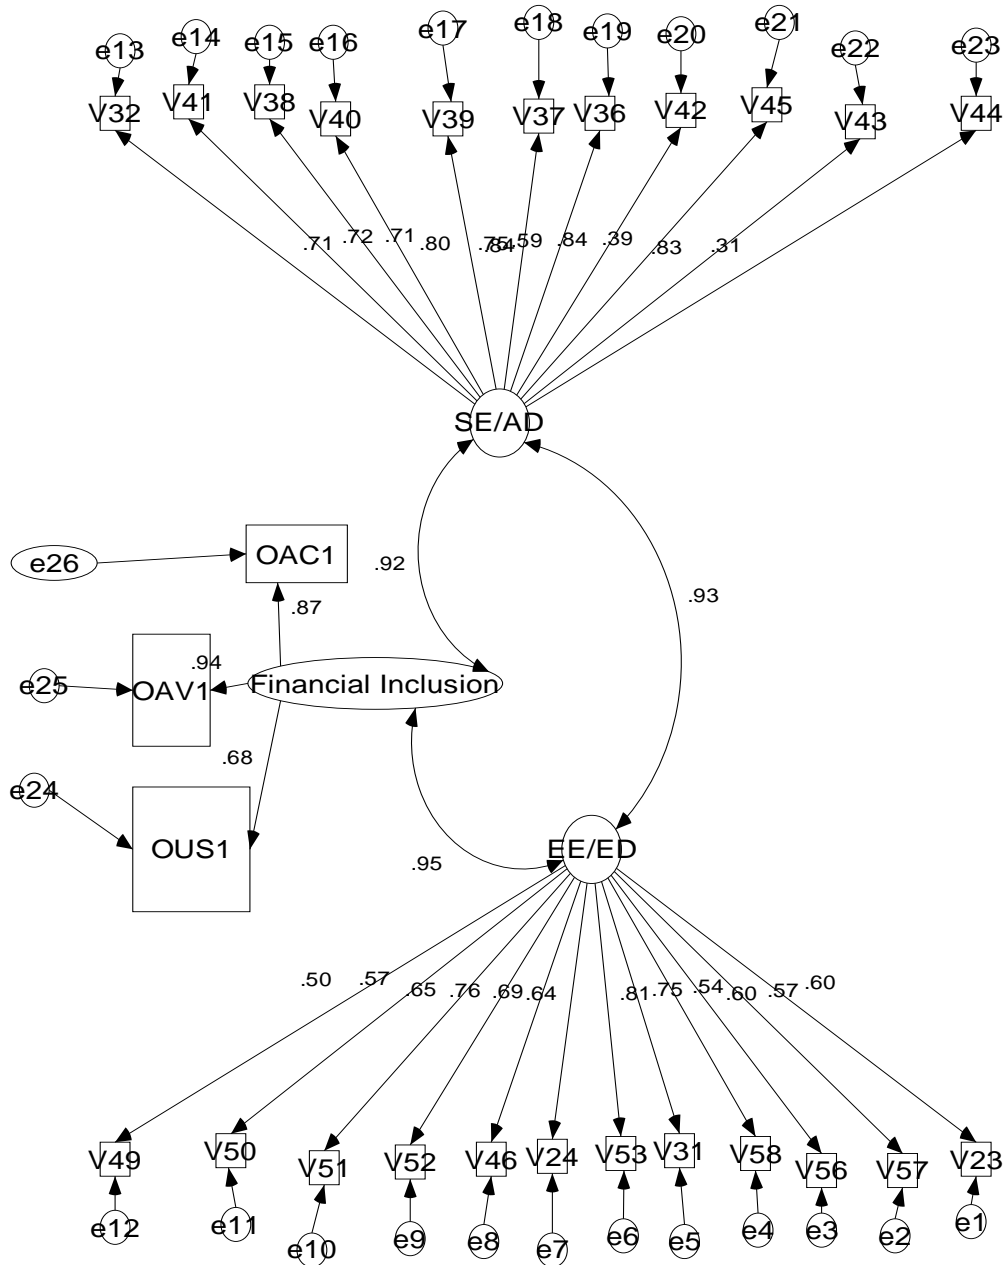 e13 e14 e15 e16 e17 e18 e19 e20 e21 e22 e23
V32 V41 V38 V40 V39 V37 V36 V42 V45 V43 V44
.71 .72 .71 .80 .75 .84 .59 .84 .39 .83 .31
SE/AD
OAC1
e26
.92
.93
.87
.94
Financial Inclusion
e25
OAV1
.68
e24
OUS1
EE/ED
.95
.50 .57 .65 .76 .69 .64 .81 .75 .54 .60 .57 .60
V49 V50 V51 V52 V46 V24 V53 V31 V58 V56 V57 V23
e12 e11 e10 e9 e8 e7 e6 e5 e4 e3 e2 e1